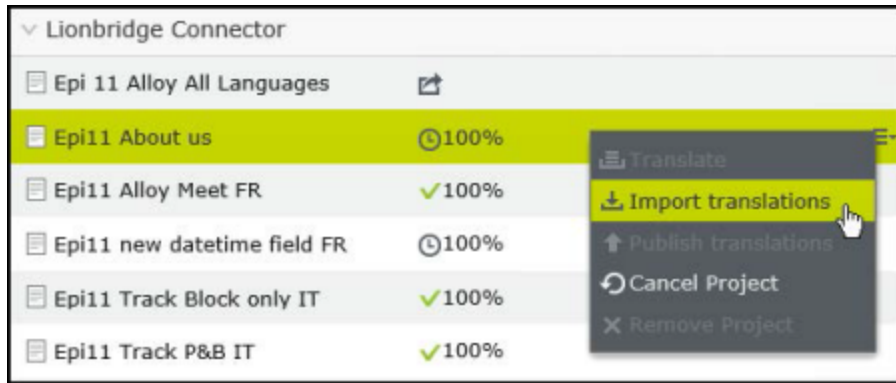 Lionbridge Connector
Epi 11 Alloy All Languages
Epi11 About us 100%
Translate
Epi11 Alloy Meet FR 100%
Import translations
Epi11 new datetime field FR 100%
Publish translations
Cancel Project
Epi11 Track Block only IT 100%
Remove Project
Epi11 Track P&B IT 100%